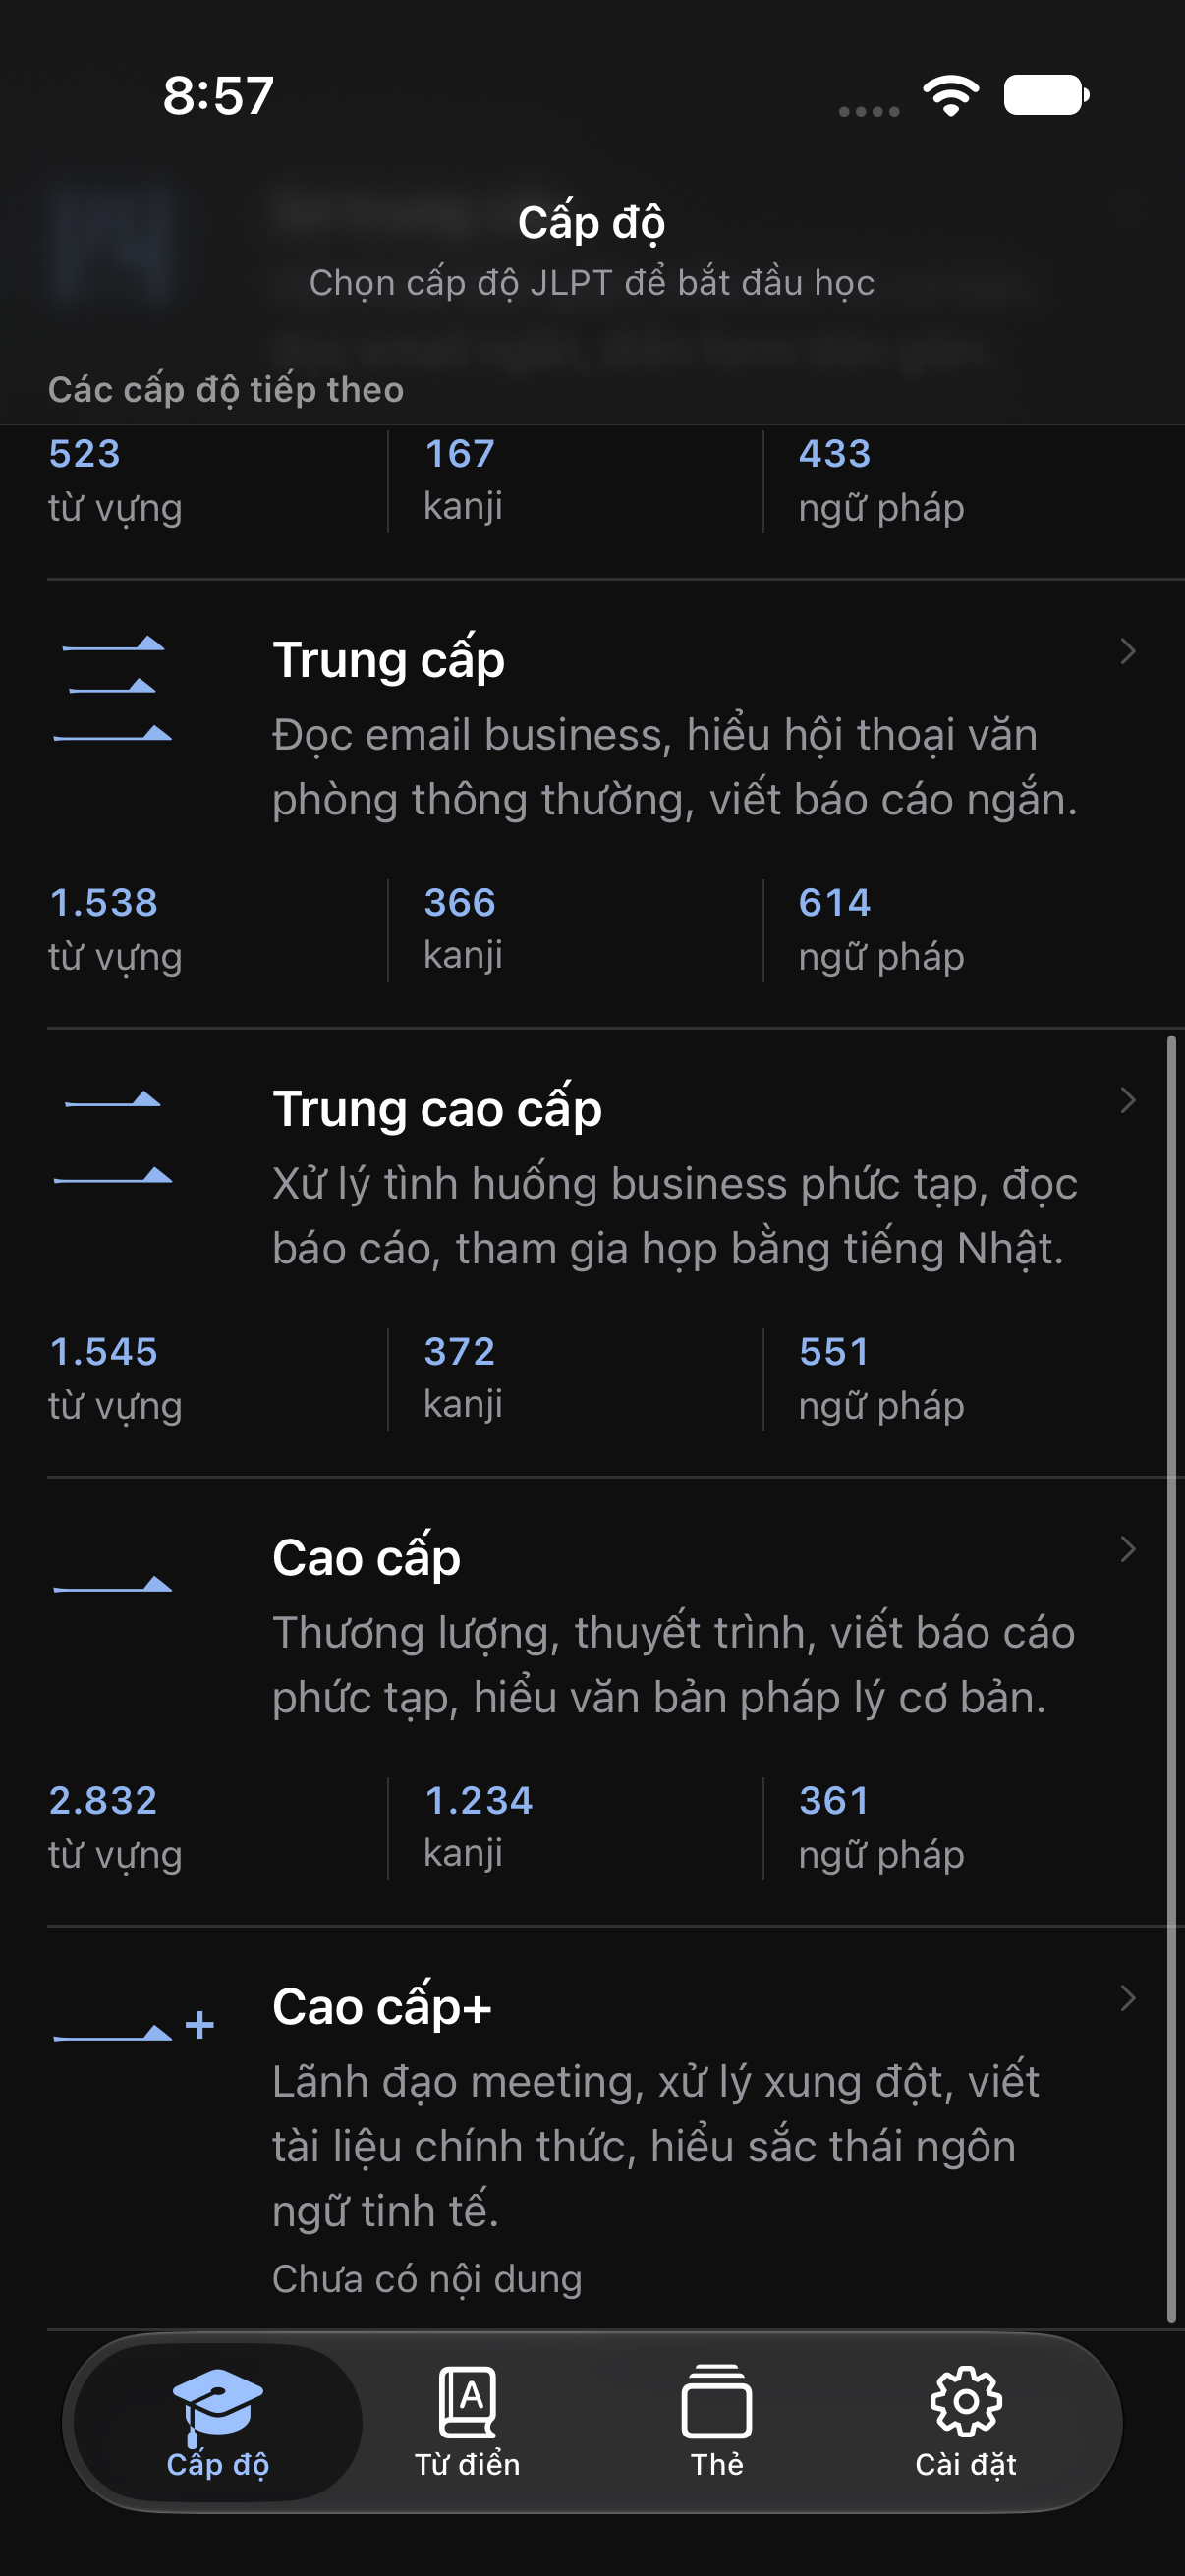 8:57
Cấp độ
Chọn cấp độ JLPT để bắt đầu học
Các cấp độ tiếp theo
523
từ vựng
167
kanji
433
ngữ pháp
三
Trung cấp
Đọc email business, hiểu hội thoại văn
phòng thông thường, viết báo cáo ngắn.
1.538
từ vựng
366
kanji
614
ngữ pháp
二
Trung cao cấp
Xử lý tình huống business phức tạp, đọc
báo cáo, tham gia họp bằng tiếng Nhật.
1.545
từ vựng
372
kanji
551
ngữ pháp
一
Cao cấp
Thương lượng, thuyết trình, viết báo cáo
phức tạp, hiểu văn bản pháp lý cơ bản.
2.832
từ vựng
1.234
kanji
361
ngữ pháp
一+
Cao cấp+
Lãnh đạo meeting, xử lý xung đột, viết
tài liệu chính thức, hiểu sắc thái ngôn
ngữ tinh tế.
Chưa có nội dung
Cấp độ
Từ điển
Thẻ
Cài đặt